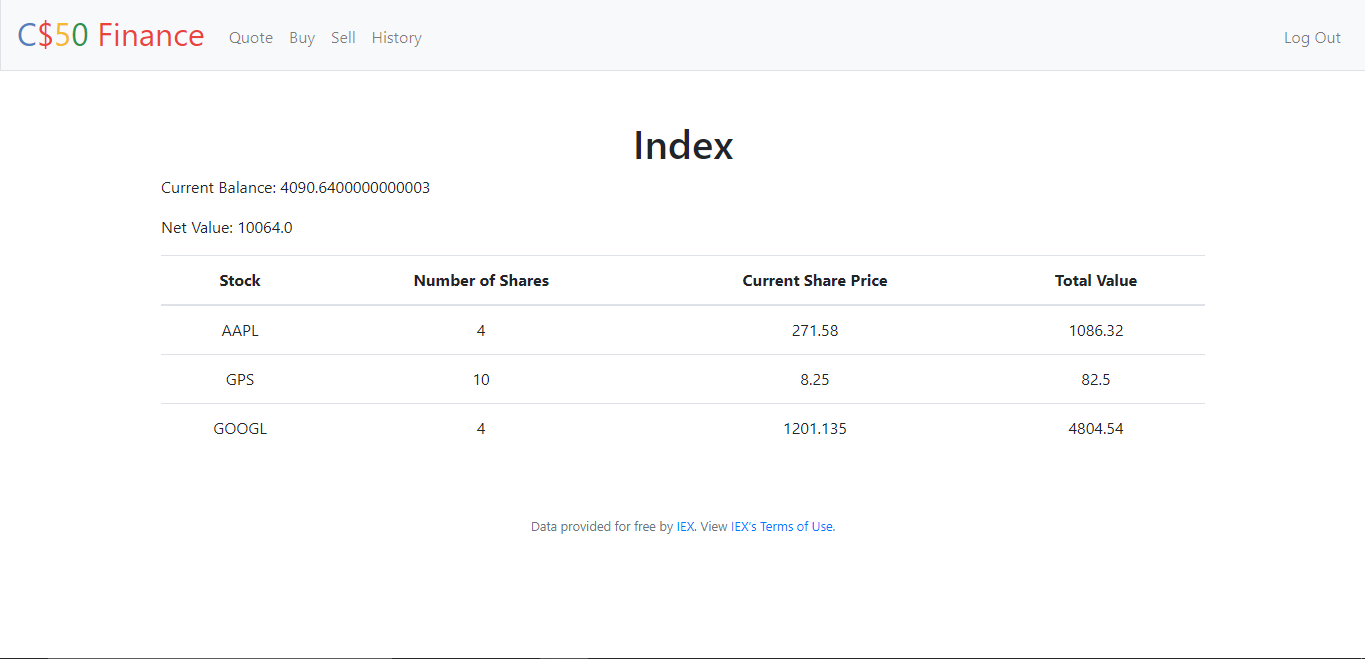 C$50 Finance Quote Buy Sell History Log Out
Index
Current Balance: 4090.6400000000003
Net Value: 10064.0
Stock Number of Shares Current Share Price Total Value
AAPL 4 271.58 1086.32
GPS 10 8.25 82.5
GOOGL 4 1201.135 4804.54
Data provided for free by IEX. View IEX's Terms of Use.